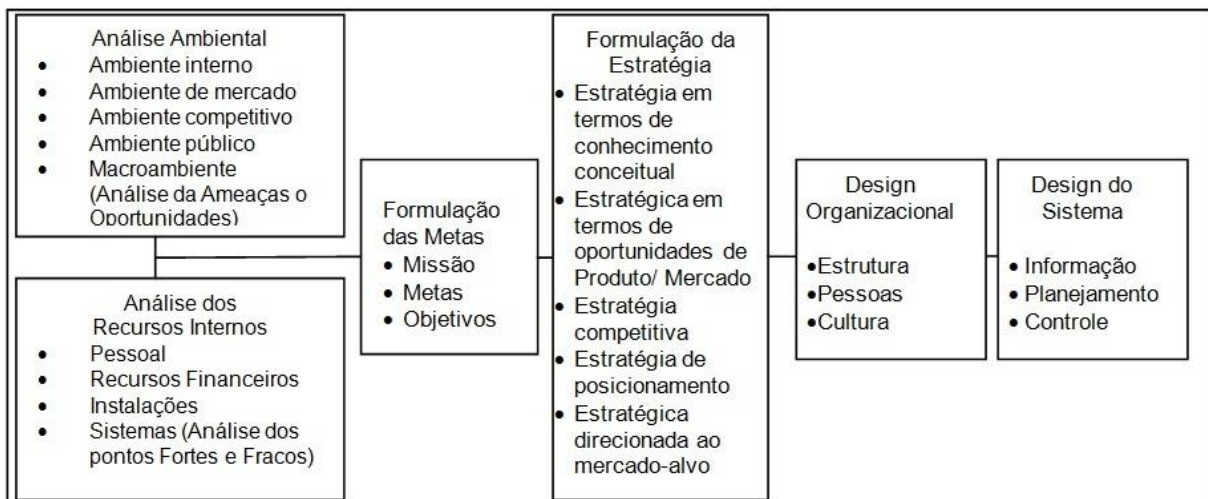 Análise Ambiental
• Ambiente interno
• Ambiente de mercado
• Ambiente competitivo
• Ambiente público
• Macroambiente
(Análise da Ameaças o
Oportunidades)
Análise dos
Recursos Internos
• Pessoal
• Recursos Financeiros
• Instalações
• Sistemas (Análise dos
pontos Fortes e Fracos)
Formulação
das Metas
• Missão
• Metas
• Objetivos
Formulação da
Estratégia
• Estratégia em
termos de
conhecimento
conceitual
• Estratégica em
termos de
oportunidades de
Produto/ Mercado
• Estratégia
competitiva
• Estratégia de
posicionamento
• Estratégica
direcionada ao
mercado-alvo
Design
Organizacional
•Estrutura
•Pessoas
•Cultura
Design do
Sistema
• Informação
• Planejamento
• Controle